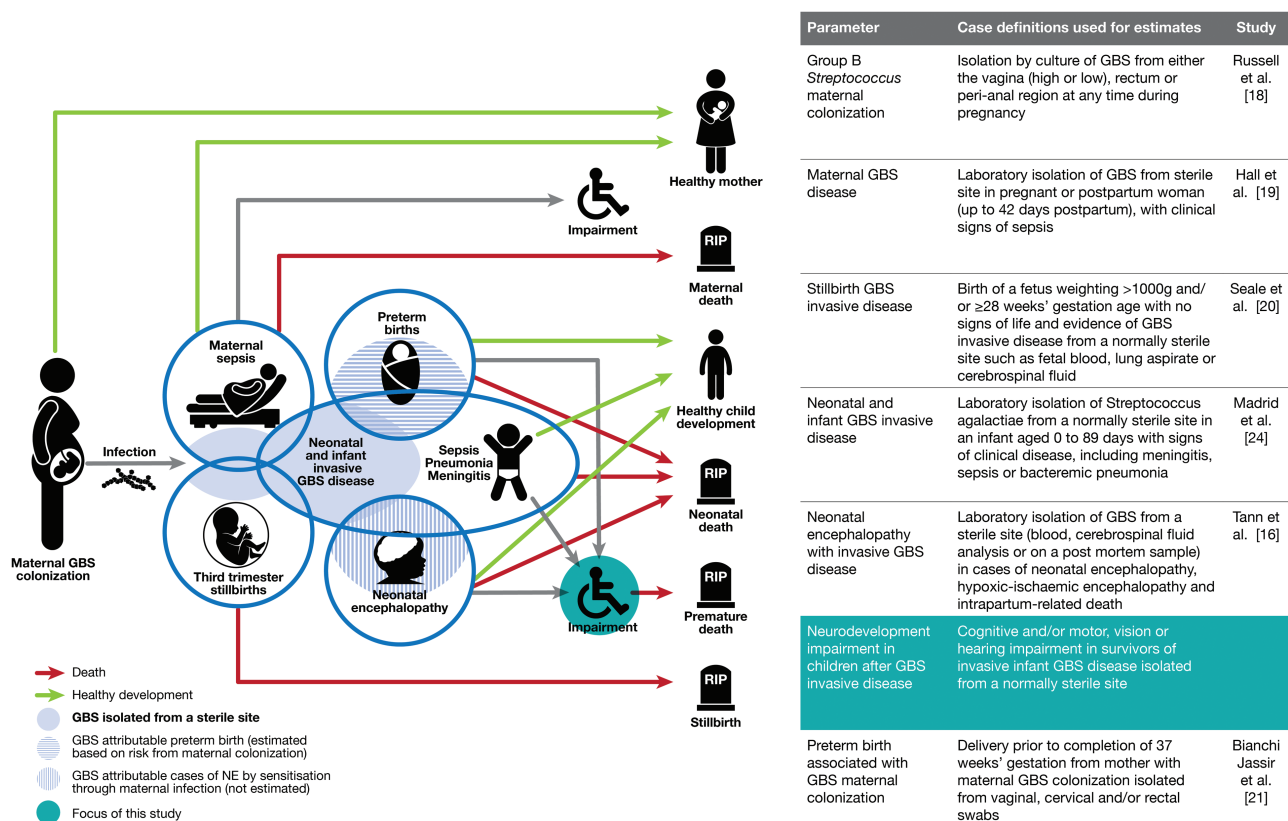 Healthy mother
Impairment
RIP
Maternal
death
Preterm
births
Maternal
sepsis
Healthy child
development
Infection
Neonatal
and infant
invasive
GBS disease
Sepsis
Pneumonia
Meningitis
RIP
Neonatal
death
Maternal GBS
colonization
Third trimester
stillbirths
Neonatal
encephalopathy
Impairment
RIP
Premature
death
RIP
Stillbirth
Death
Healthy development
GBS isolated from a sterile site
GBS attributable preterm birth (estimated
based on risk from maternal colonization)
GBS attributable cases of NE by sensitisation
through maternal infection (not estimated)
Focus of this study
Parameter Case definitions used for estimates Study
Group B
Streptococcus
maternal
colonization
Isolation by culture of GBS from either
the vagina (high or low), rectum or
peri-anal region at any time during
pregnancy
Russell
et al.
[18]
Maternal GBS
disease
Laboratory isolation of GBS from sterile
site in pregnant or postpartum woman
(up to 42 days postpartum), with clinical
signs of sepsis
Hall et
al. [19]
Stillbirth GBS
invasive disease
Birth of a fetus weighting >1000g and/
or ≥28 weeks' gestation age with no
signs of life and evidence of GBS
invasive disease from a normally sterile
site such as fetal blood, lung aspirate or
cerebrospinal fluid
Seale et
al. [20]
Neonatal and
infant GBS invasive
disease
Laboratory isolation of Streptococcus
agalactiae from a normally sterile site in
an infant aged 0 to 89 days with signs
of clinical disease, including meningitis,
sepsis or bacteremic pneumonia
Madrid
et al.
[24]
Neonatal
encephalopathy
with invasive GBS
disease
Laboratory isolation of GBS from a
sterile site (blood, cerebrospinal fluid
analysis or on a post mortem sample)
in cases of neonatal encephalopathy,
hypoxic-ischaemic encephalopathy and
intrapartum-related death
Tann et
al. [16]
Neurodevelopment
impairment in
children after GBS
invasive disease
Cognitive and/or motor, vision or
hearing impairment in survivors of
invasive infant GBS disease isolated
from a normally sterile site
Preterm birth
associated with
GBS maternal
colonization
Delivery prior to completion of 37
weeks' gestation from mother with
maternal GBS colonization isolated
from vaginal, cervical and/or rectal
swabs
Bianchi
Jassir
et al.
[21]